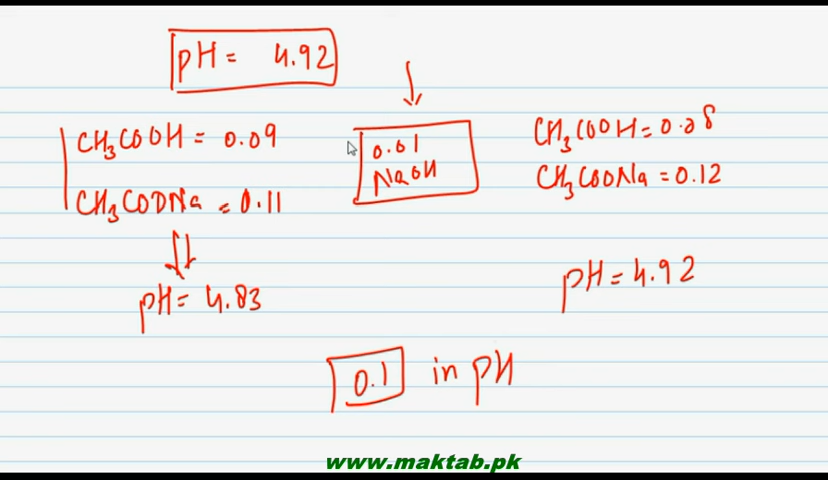 pH = 4.92
CH3COOH = 0.09
CH3COONa = 0.11
pH = 4.83
0.01
NaOH
CH3COOH = 0.08
CH3COONa = 0.12
pH = 4.92
0.1 in pH
www.maktab.pk